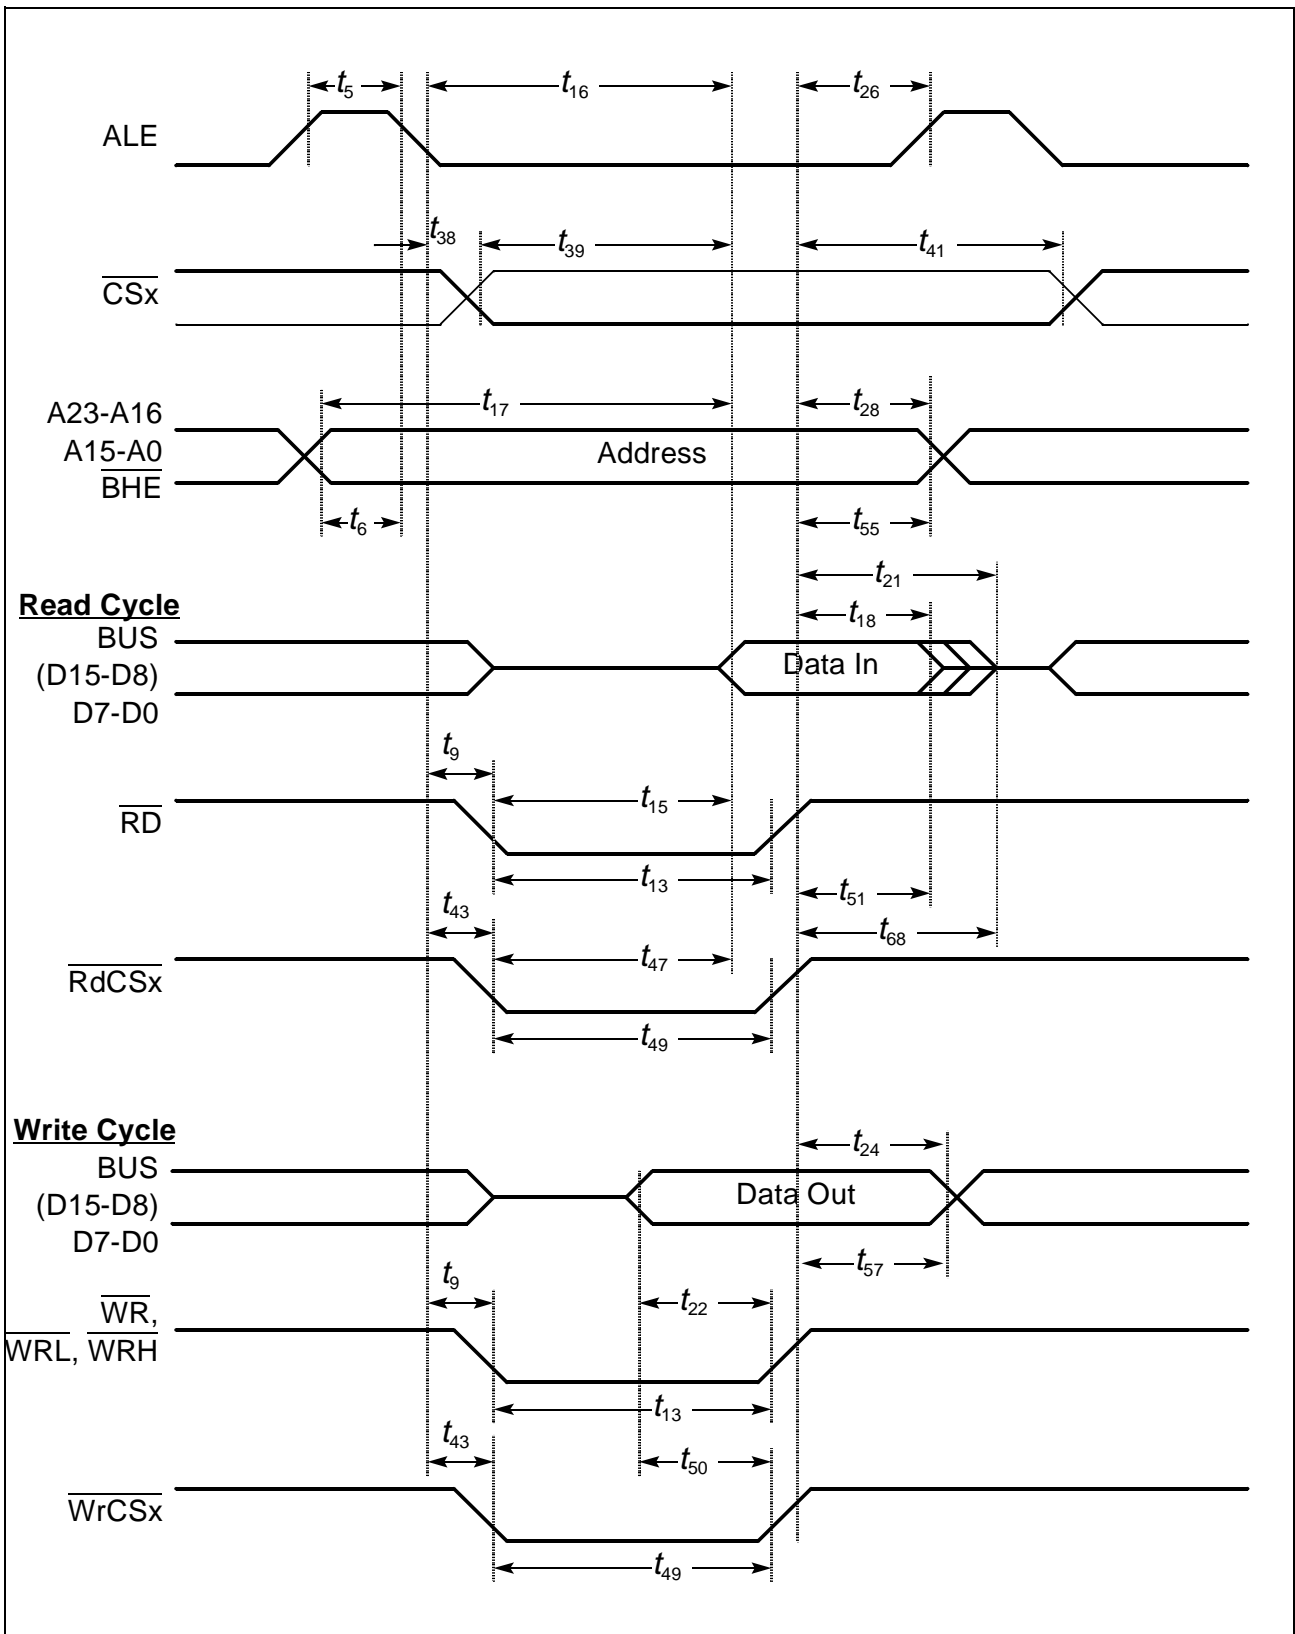 t5 t16 t26
ALE
t38 t39 t41
CSx
t17 t28
A23-A16
A15-A0
BHE
Address
t6 t55
t21
Read Cycle
t18
BUS
(D15-D8)
D7-D0
Data In
t9
t15
RD
t13
t51
t43
t68
t47
RdCSx
t49
Write Cycle
t24
BUS
(D15-D8)
D7-D0
Data Out
t57
t9
t22
WR,
WRL, WRH
t13
t43
t50
WrCSx
t49